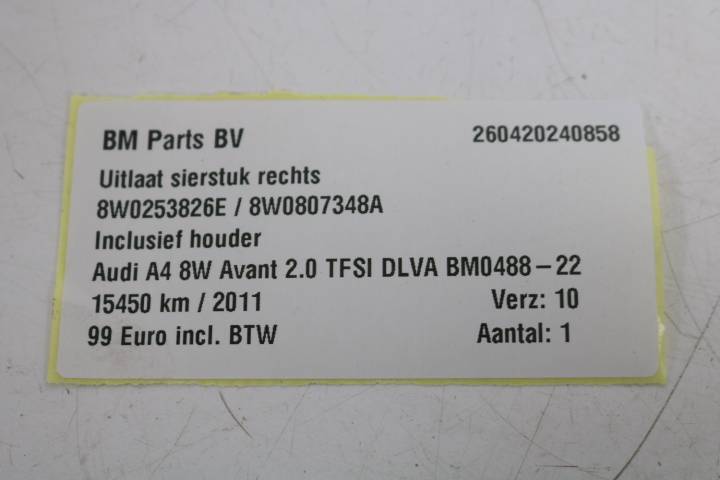 BM Parts BV 260420240858
Uitlaat sierstuk rechts
8W0253826E / 8W0807348A
Inclusief houder
Audi A4 8W Avant 2.0 TFSI DLVA BM0488-22
15450 km / 2011 Verz: 10
99 Euro incl. BTW Aantal: 1